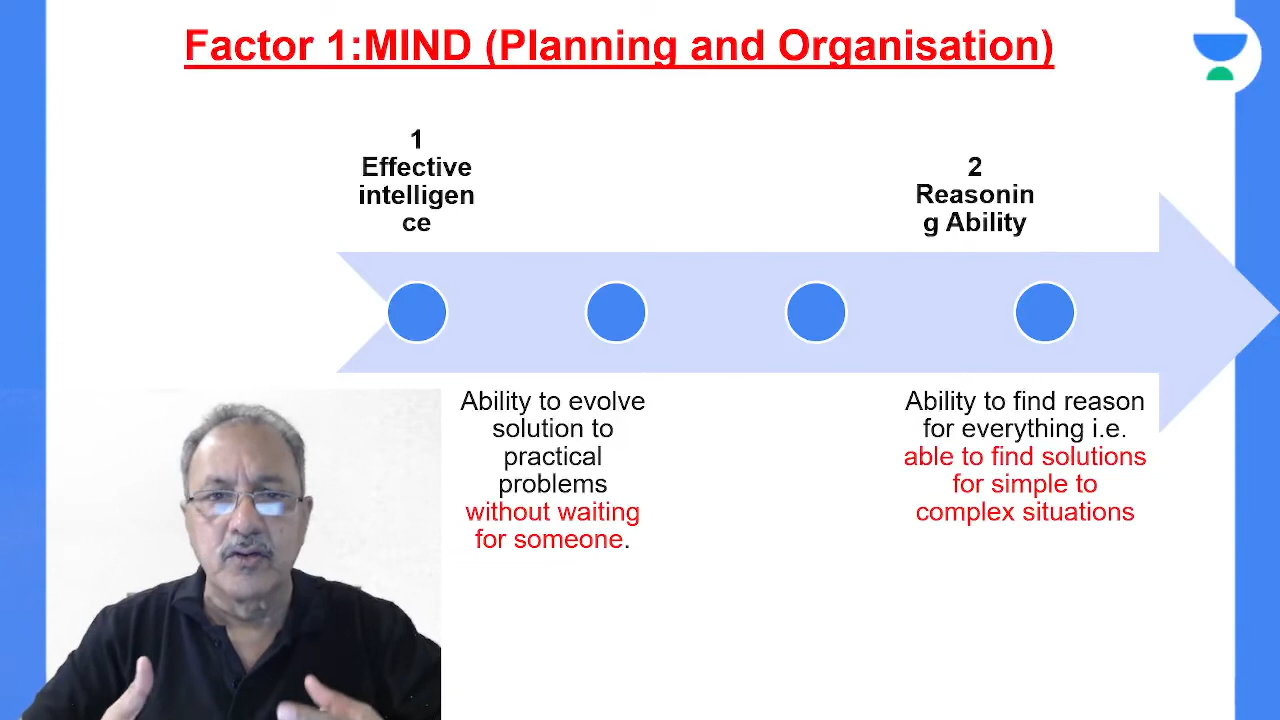 Factor 1:MIND (Planning and Organisation)
1
Effective
intelligen
ce
2
Reasonin
g Ability
Ability to evolve
solution to
practical
problems
without waiting
for someone.
Ability to find reason
for everything i.e.
able to find solutions
for simple to
complex situations